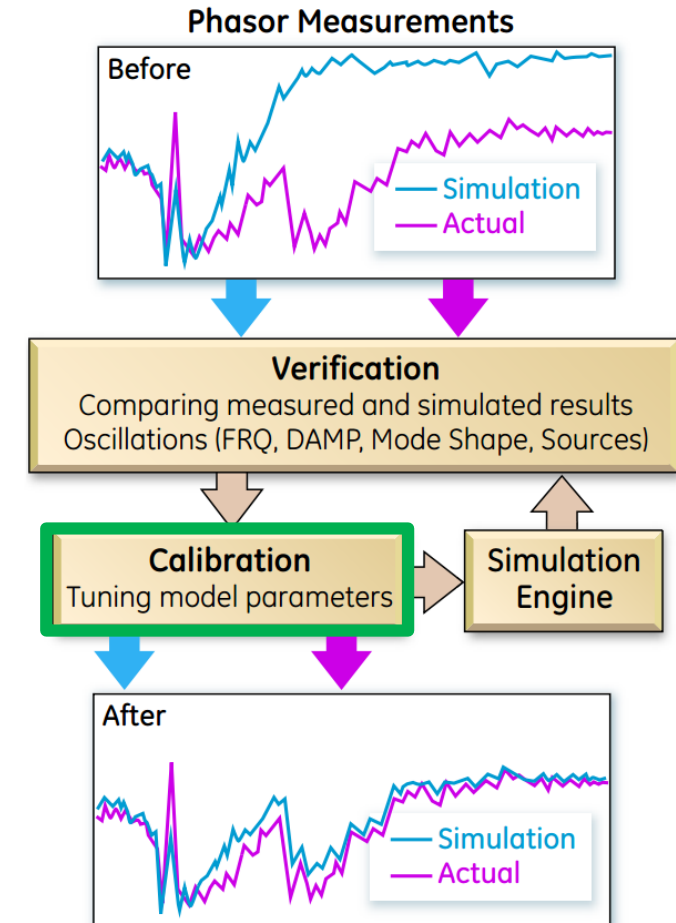 Phasor Measurements
Before
Simulation
Actual
Verification
Comparing measured and simulated results
Oscillations (FRQ, DAMP, Mode Shape, Sources)
Calibration
Tuning model parameters
Simulation
Engine
After
Simulation
Actual